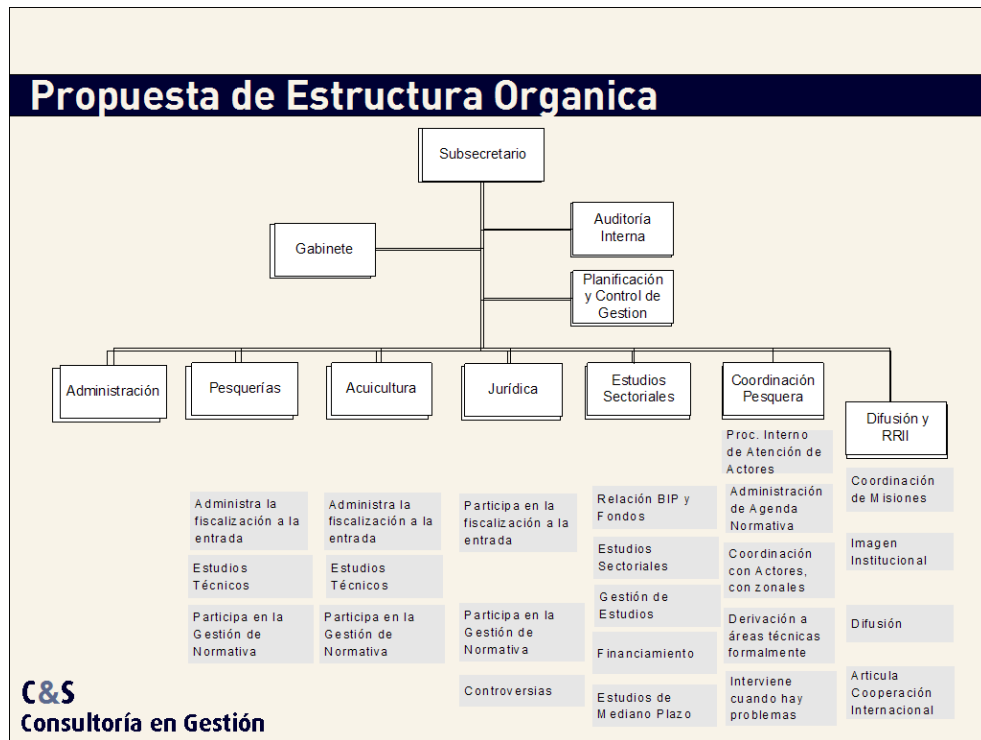 Propuesta de Estructura Organica
Subsecretario
Gabinete
Auditoría
Interna
Planificación
y Control de
Gestion
Administración
Pesquerías
Acuicultura
Jurídica
Estudios
Sectoriales
Coordinación
Pesquera
Difusión y
RRII
Administra la
fiscalización a la
entrada
Estudios
Técnicos
Participa en la
Gestión de
Normativa
Administra la
fiscalización a la
entrada
Estudios
Técnicos
Participa en la
Gestión de
Normativa
Participa en la
fiscalización a la
entrada
Participa en la
Gestión de
Normativa
Controversias
Relación BIP y
Fondos
Estudios
Sectoriales
Gestión de
Estudios
Financiamiento
Estudios de
Mediano Plazo
Proc. Interno
de Atención de
Actores
Administración
de Agenda
Normativa
Coordinación
con Actores,
con zonales
Derivación a
áreas técnicas
formalmente
Interviene
cuando hay
problemas
Coordinación
de Misiones
Imagen
Institucional
Difusión
Articula
Cooperación
Internacional
C&S
Consultoría en Gestión